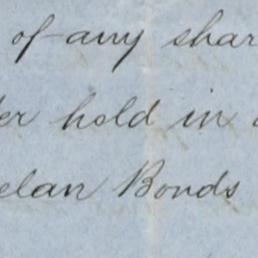 of any shar
er hold in
elan Bonds